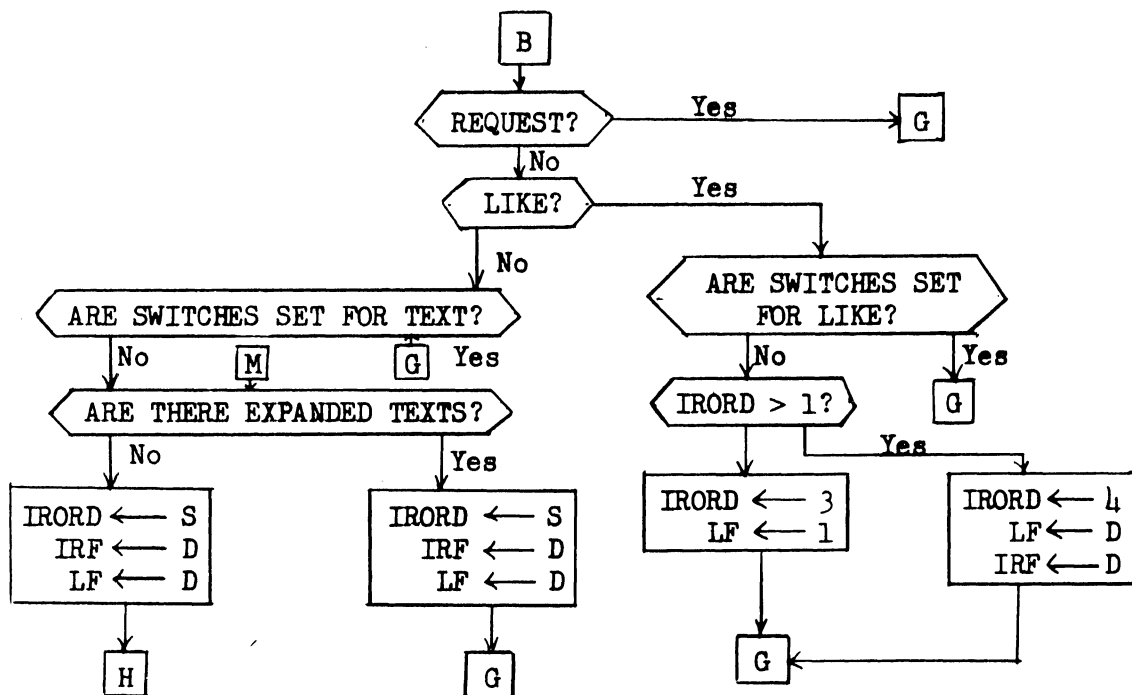 B
REQUEST?
Yes
G
No
LIKE?
Yes
No
ARE SWITCHES SET
FOR LIKE?
ARE SWITCHES SET FOR TEXT?
No
M
G
Yes
No
Yes
ARE THERE EXPANDED TEXTS?
IRORD > 1?
G
No
Yes
Yes
IRORD ← S
IRF ← D
LF ← D
IRORD ← S
IRF ← D
LF ← D
IRORD ← 3
LF ← 1
IRORD ← 4
LF ← D
IRF ← D
H
G
G